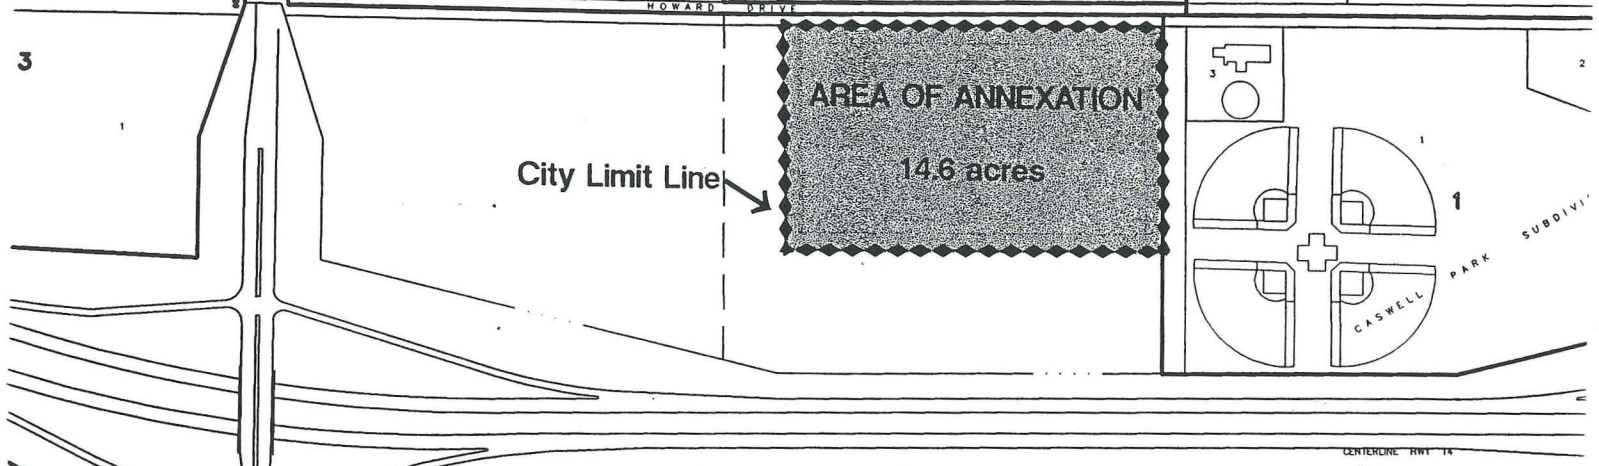 HOWARD DRIVE
3
1
AREA OF ANNEXATION
14.6 acres
City Limit Line
3
2
1
1
CASWELL PARK SUBDIVI
CENTERLINE HWY 14